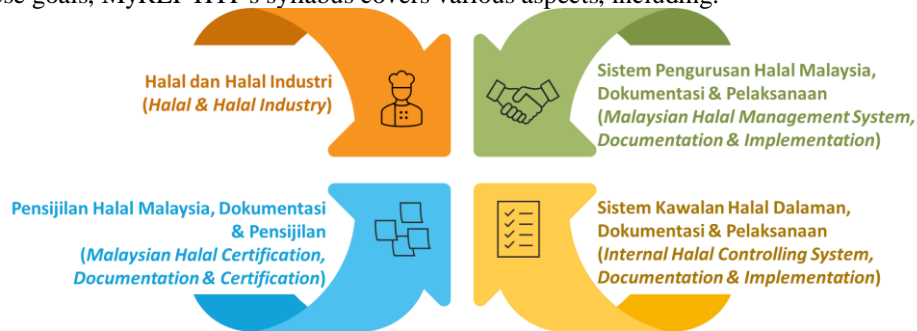 Halal dan Halal Industri
(Halal & Halal Industry)
Sistem Pengurusan Halal Malaysia,
Dokumentasi & Pelaksanaan
(Malaysian Halal Management System,
Documentation & Implementation)
Pensijilan Halal Malaysia, Dokumentasi
& Pensijilan
(Malaysian Halal Certification,
Documentation & Certification)
Sistem Kawalan Halal Dalaman,
Dokumentasi & Pelaksanaan
(Internal Halal Controlling System,
Documentation & Implementation)